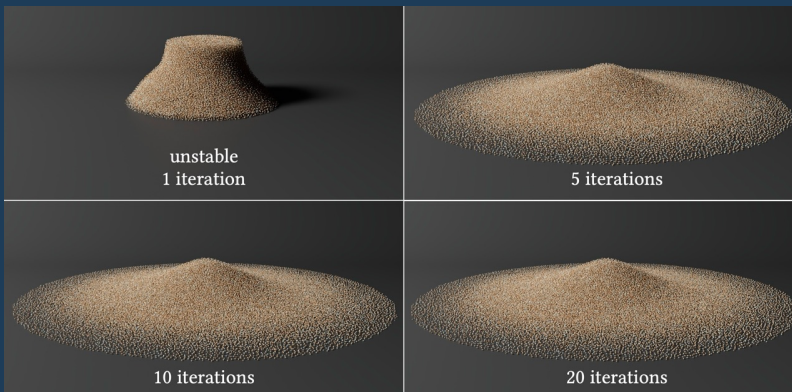 unstable
1 iteration
5 iterations
10 iterations
20 iterations